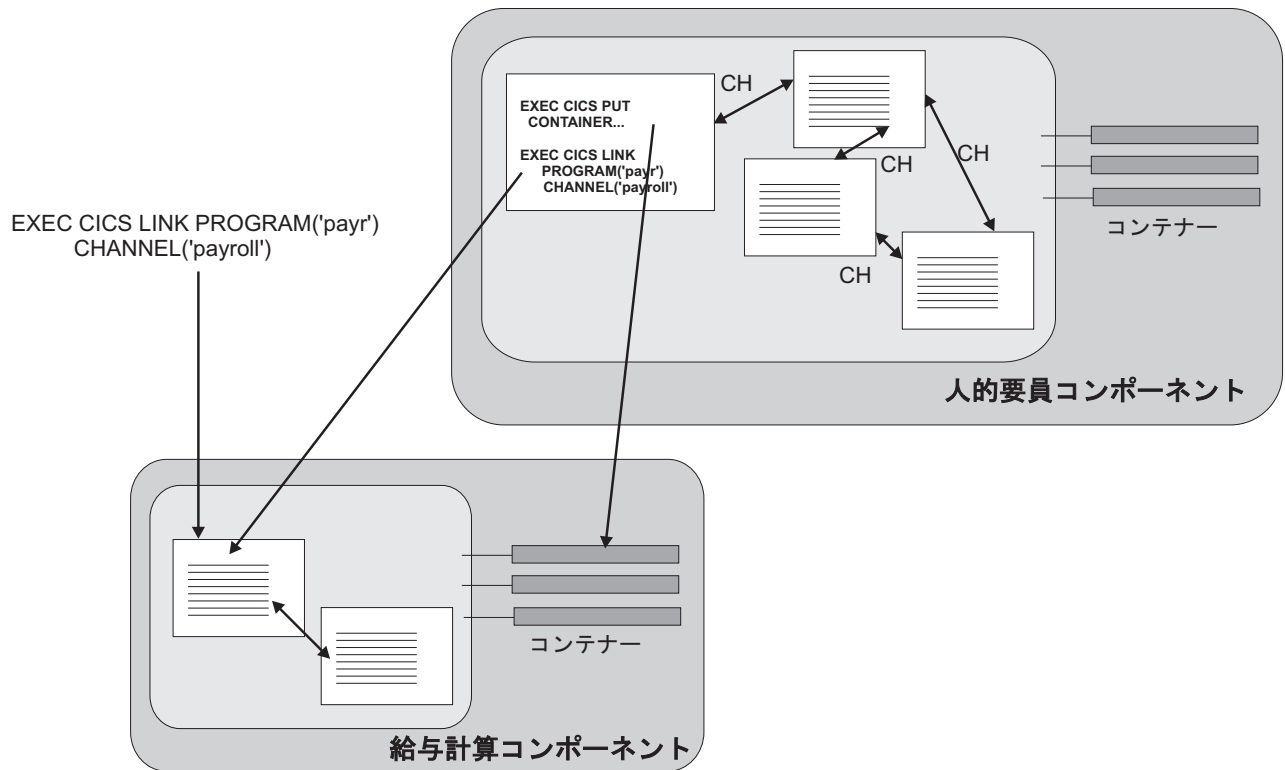 EXEC CICS PUT
CONTAINER...
EXEC CICS LINK
PROGRAM('payr')
CHANNEL('payroll')
CH
CH
CH
CH
コンテナー
人的要員コンポーネント
EXEC CICS LINK PROGRAM('payr')
CHANNEL('payroll')
コンテナー
給与計算コンポーネント